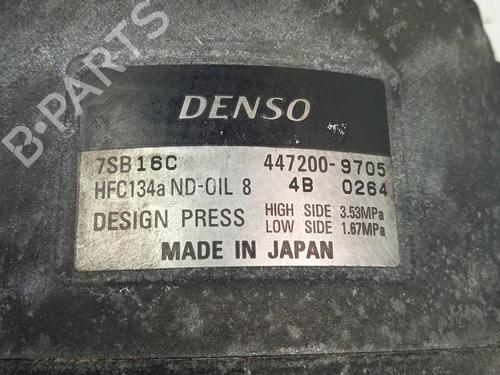 B-PARTS
DENSO
7SB16C 447200-9705
HFC134a ND-OIL 8 4B 0264
DESIGN PRESS HIGH SIDE 3.53MPa
LOW SIDE 1.67MPa
MADE IN JAPAN